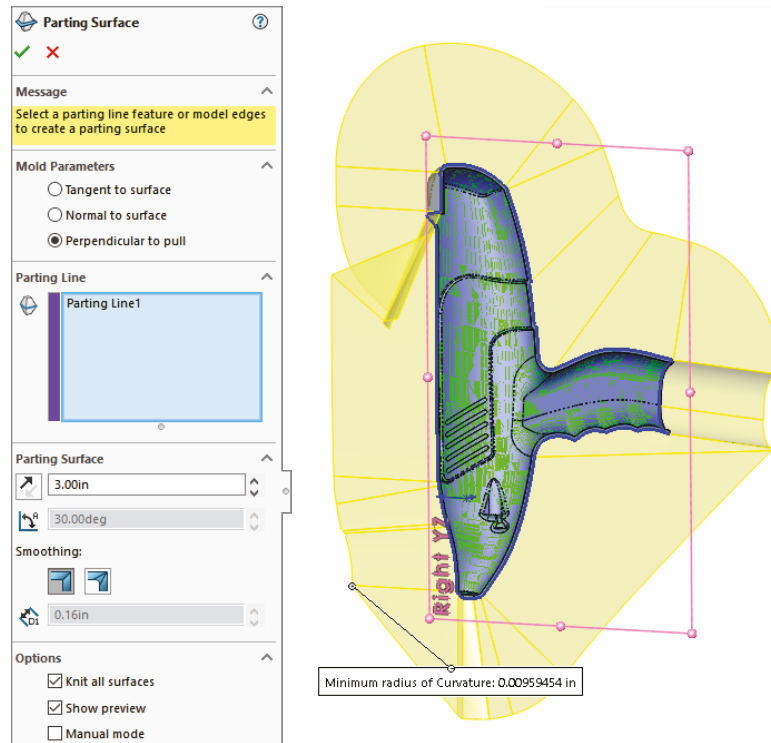 Parting Surface
Message
Select a parting line feature or model edges
to create a parting surface
Mold Parameters
Tangent to surface
Normal to surface
Perpendicular to pull
Parting Line
Parting Line1
Parting Surface
3.00in
A
30.00deg
Smoothing:
D1
0.16in
Options
Knit all surfaces
Show preview
Manual mode
Right YZ
Minimum radius of Curvature: 0.00959454 in